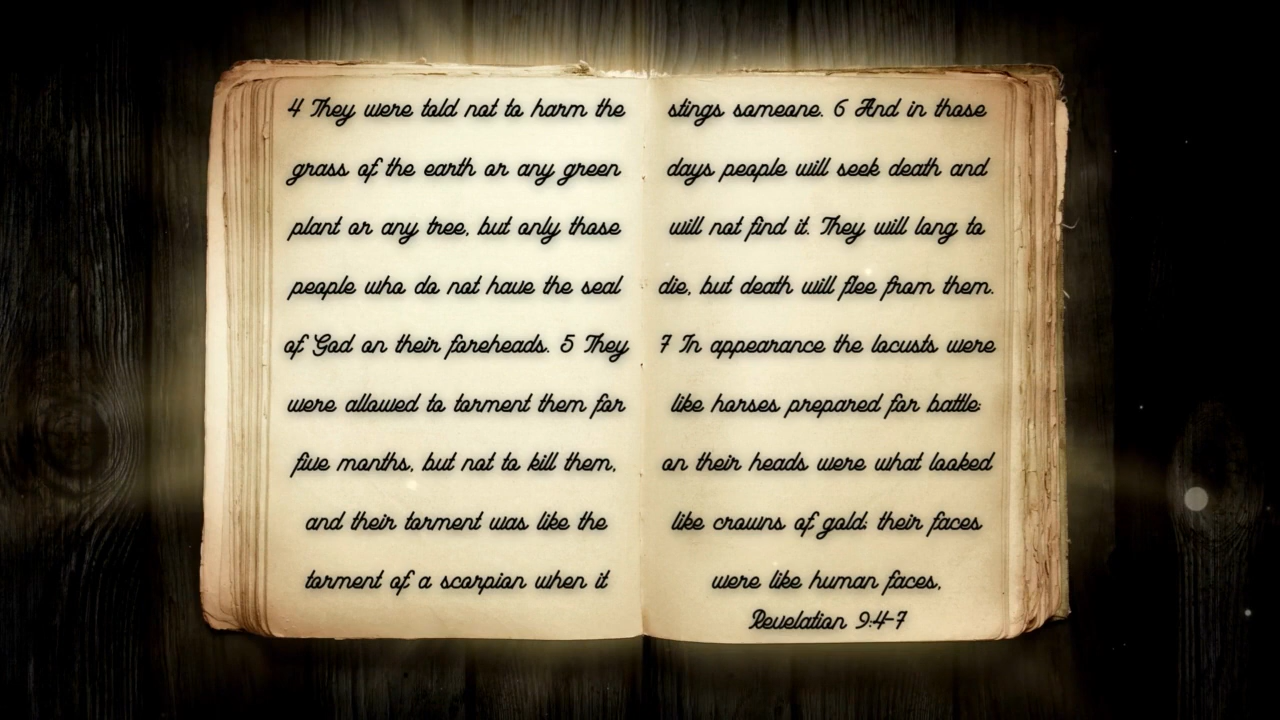 4 They were told not to harm the
grass of the earth or any green
plant or any tree, but only those
people who do not have the seal
of God on their foreheads. 5 They
were allowed to torment them for
five months, but not to kill them,
and their torment was like the
torment of a scorpion when it
stings someone. 6 And in those
days people will seek death and
will not find it. They will long to
die, but death will flee from them.
7 In appearance the locusts were
like horses prepared for battle:
on their heads were what looked
like crowns of gold; their faces
were like human faces,
Revelation 9:4-7